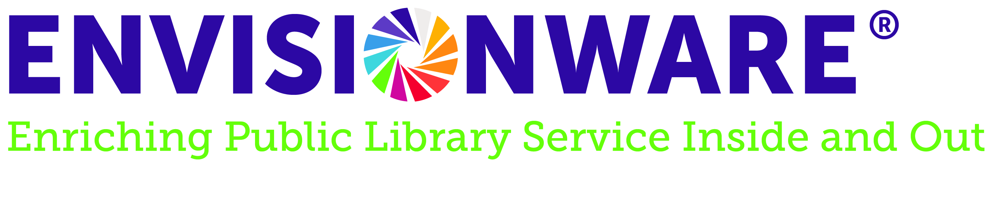 ENVISIONWARE®
Enriching Public Library Service Inside and Out